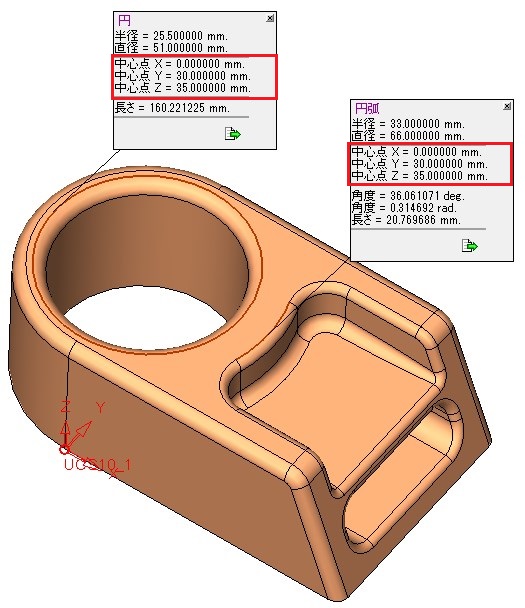 円
半径 = 25.500000 mm.
直径 = 51.000000 mm.
中心点 X = 0.000000 mm.
中心点 Y = 30.000000 mm.
中心点 Z = 35.000000 mm.
長さ = 160.221225 mm.
円弧
半径 = 33.000000 mm.
直径 = 66.000000 mm.
中心点 X = 0.000000 mm.
中心点 Y = 30.000000 mm.
中心点 Z = 35.000000 mm.
角度 = 36.061071 deg.
角度 = 0.314692 rad.
長さ = 20.769686 mm.
Z Y
X